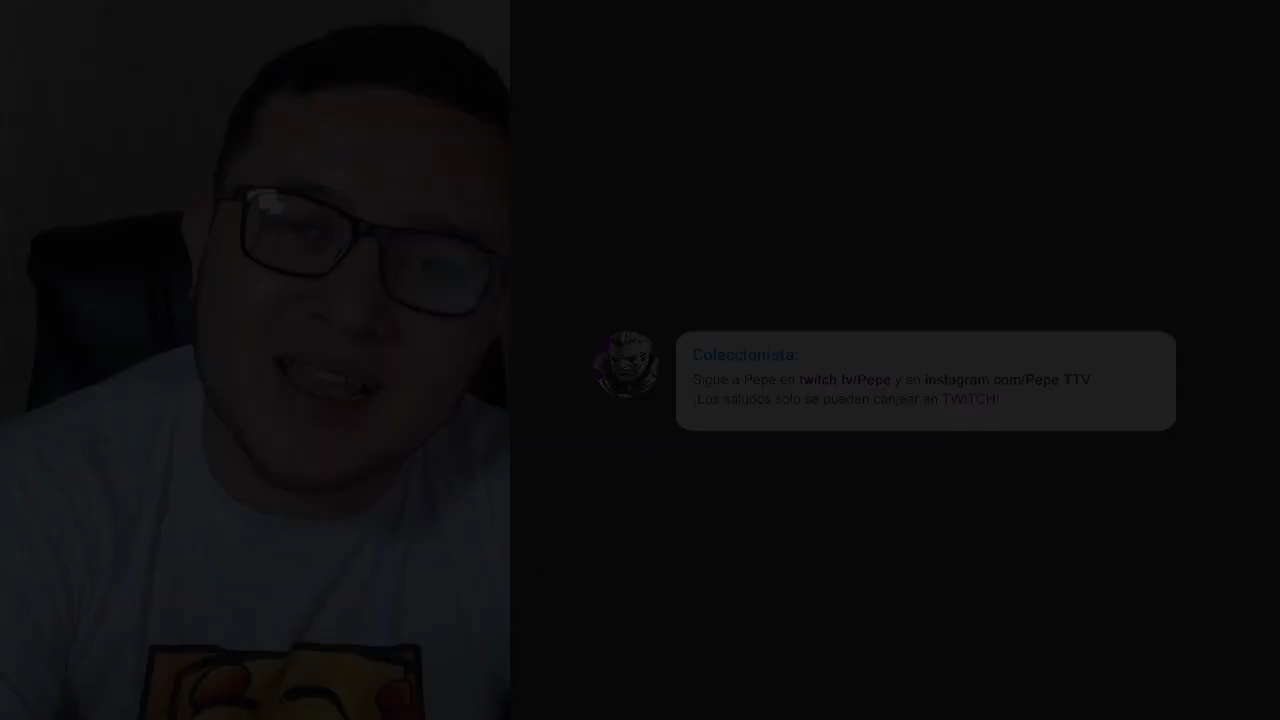 Coleccionista:
Sigue a Pepe en twitch tv/Pepe y en instagram com/Pepe TTV
¡Los saludos solo se pueden canjear en TWITCH!